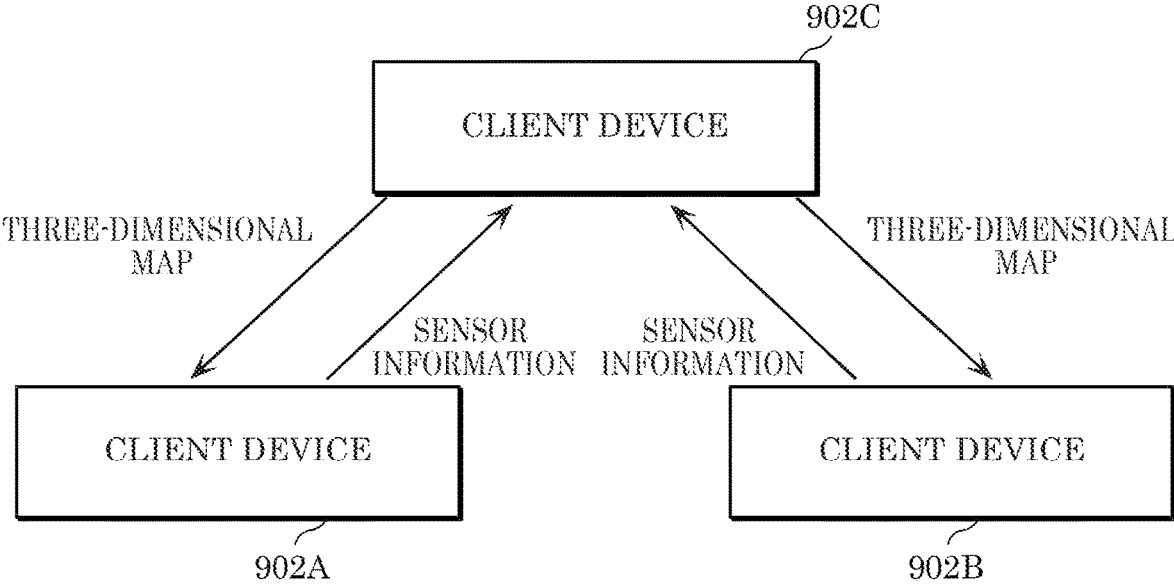 902C
CLIENT DEVICE
THREE-DIMENSIONAL
MAP
THREE-DIMENSIONAL
MAP
SENSOR
INFORMATION
SENSOR
INFORMATION
CLIENT DEVICE
CLIENT DEVICE
902A
902B